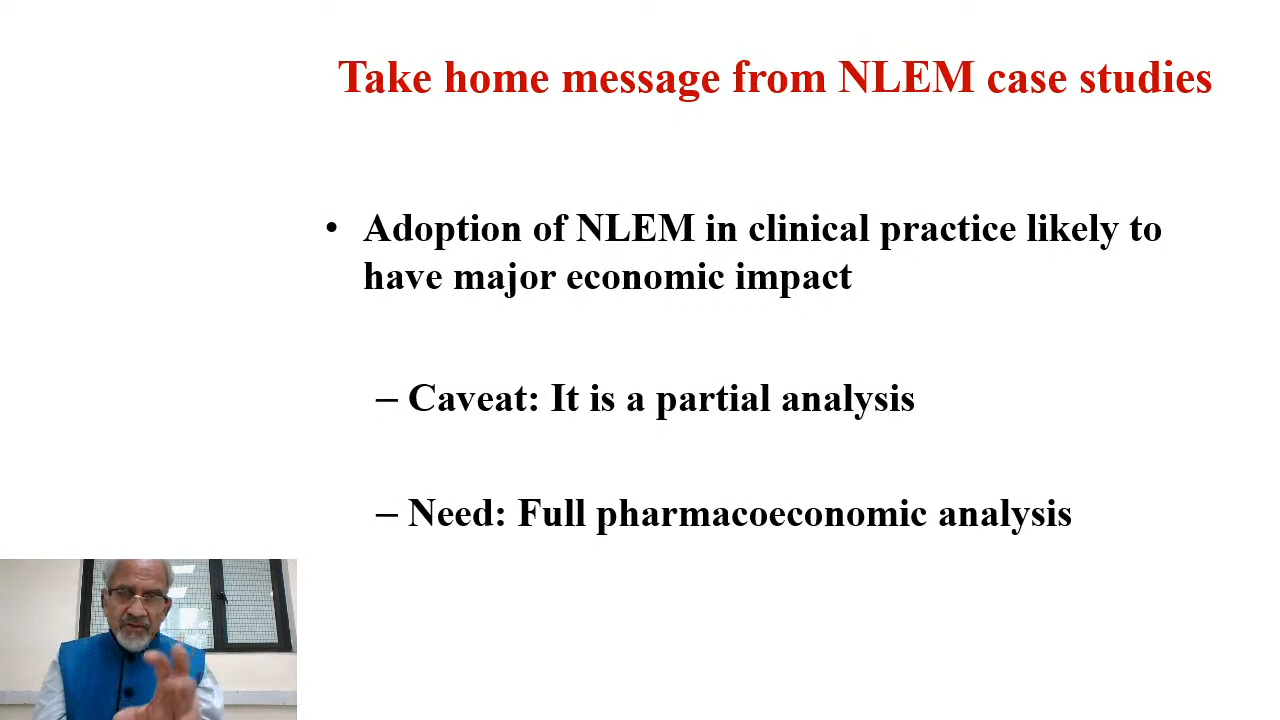 Take home message from NLEM case studies
• Adoption of NLEM in clinical practice likely to
have major economic impact
– Caveat: It is a partial analysis
– Need: Full pharmacoeconomic analysis